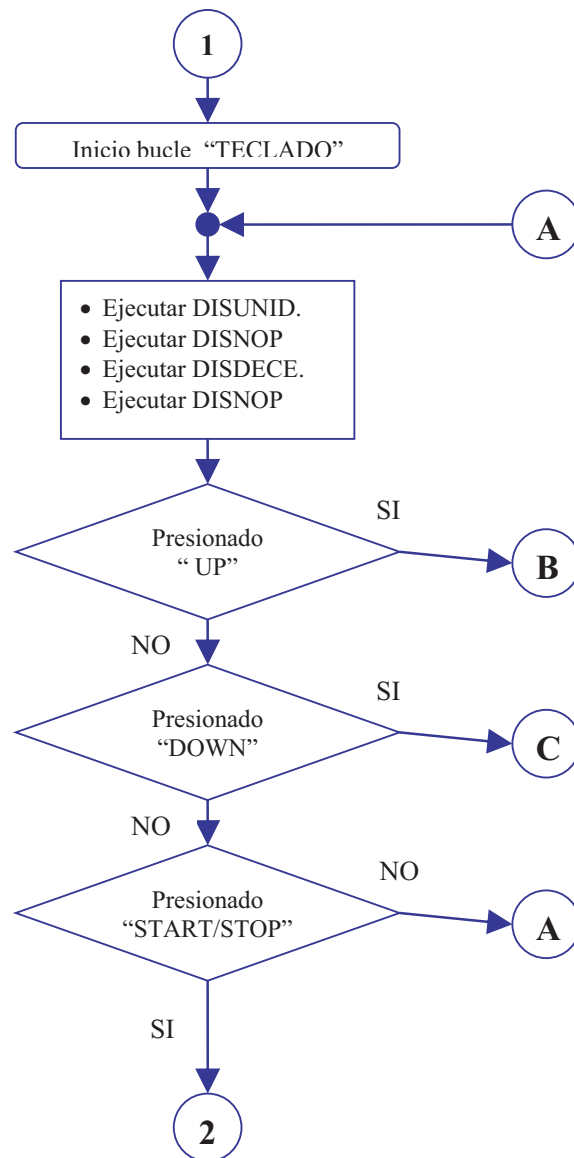 1
Inicio bucle “TECLADO”
A
• Ejecutar DISUNID.
• Ejecutar DISNOP
• Ejecutar DISDECE.
• Ejecutar DISNOP
SI
Presionado
“ UP”
B
NO
SI
Presionado
“DOWN”
C
NO
NO
Presionado
“START/STOP”
A
SI
2